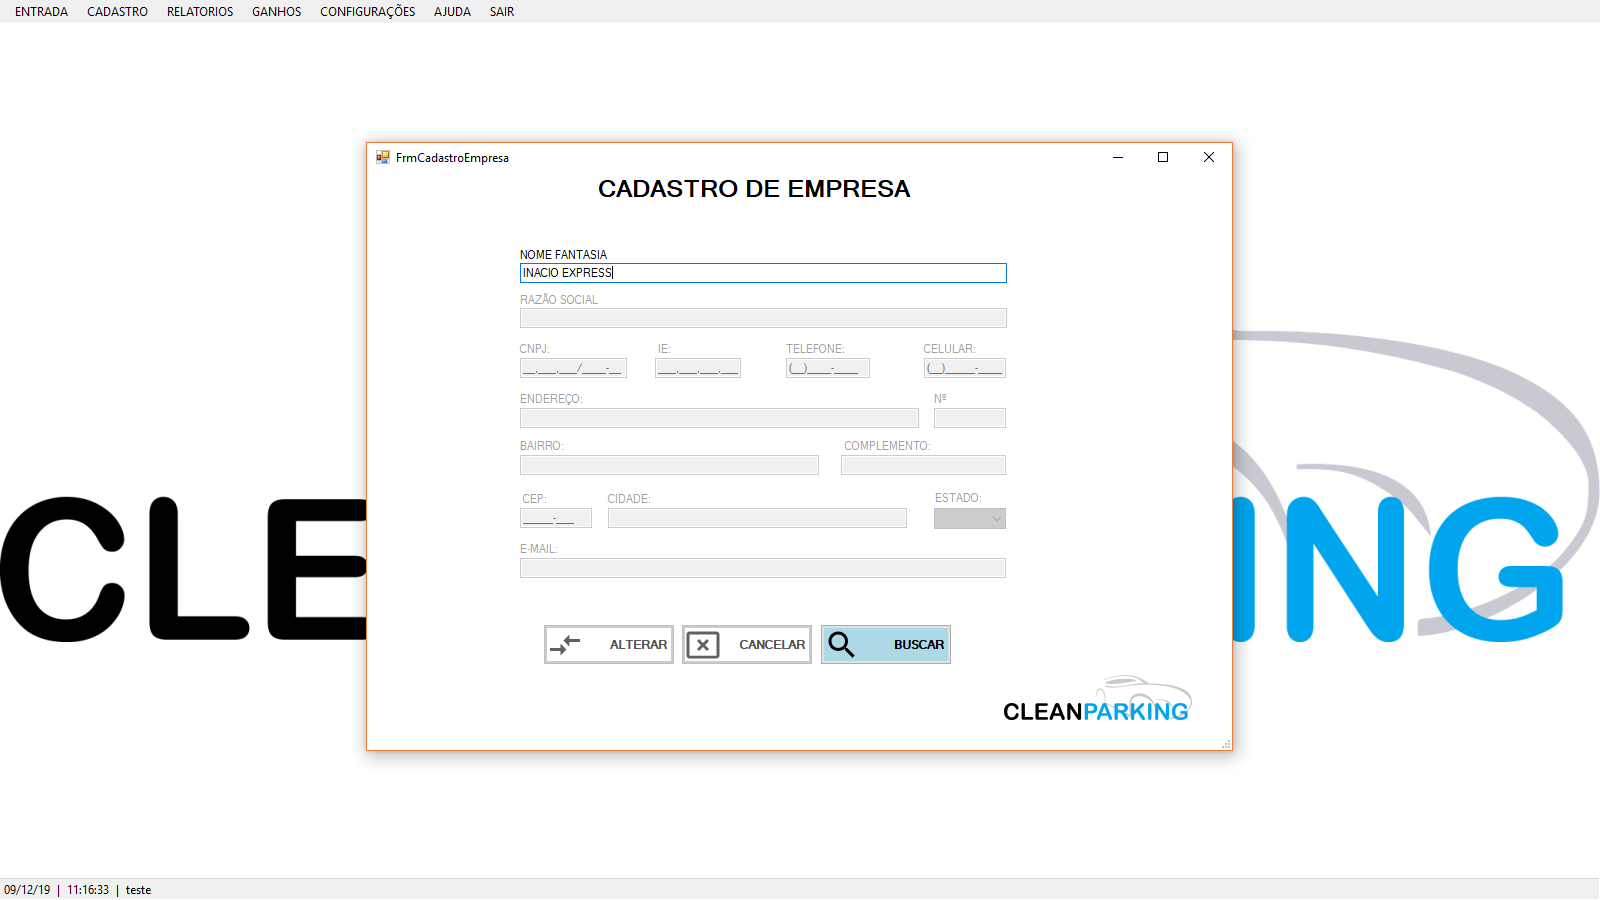 ENTRADA CADASTRO RELATORIOS GANHOS CONFIGURAÇÕES AJUDA SAIR
FrmCadastroEmpresa
CADASTRO DE EMPRESA
NOME FANTASIA
INACIO EXPRESS
RAZÃO SOCIAL
CNPJ: IE: TELEFONE: CELULAR:
__.___.___/____-__ ___.___.___.___ (__)____-____ (__)_____-____
ENDEREÇO: Nº
BAIRRO: COMPLEMENTO:
CEP: CIDADE: ESTADO:
_____-___
E-MAIL:
ALTERAR CANCELAR BUSCAR
CLEANPARKING
CLE ING
09/12/19 | 11:16:33 | teste